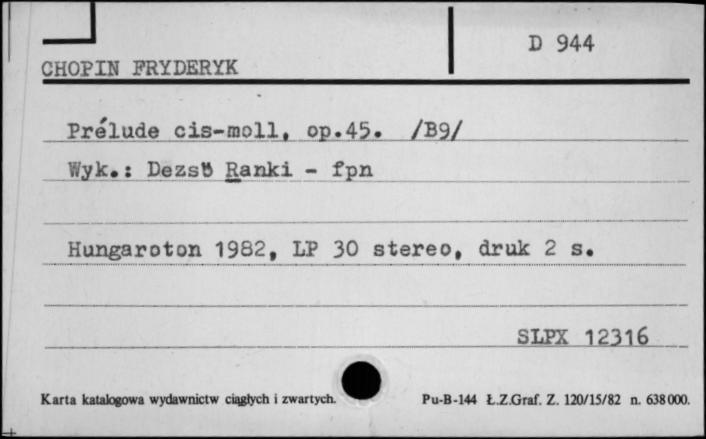 D 944
CHOPIN FRYDERYK
Prélude cis-moll, op.45. /B9/
Wyk.: Dezső Ranki - fpn
Hungaroton 1982, LP 30 stereo, druk 2 s.
SLPX 12316
Karta katalogowa wydawnictw ciągłych i zwartych.
Pu-B-144 Ł.Z.Graf. Z. 120/15/82 n. 638000.